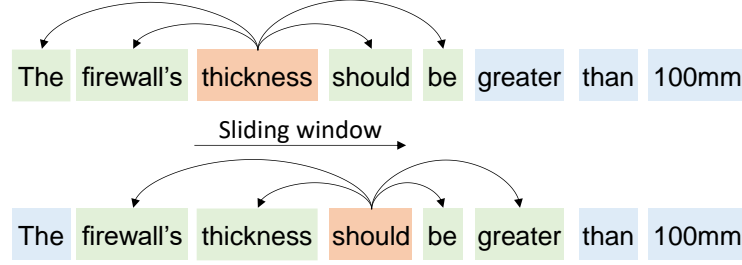 The firewall's thickness should be greater than 100mm
Sliding window
The firewall's thickness should be greater than 100mm